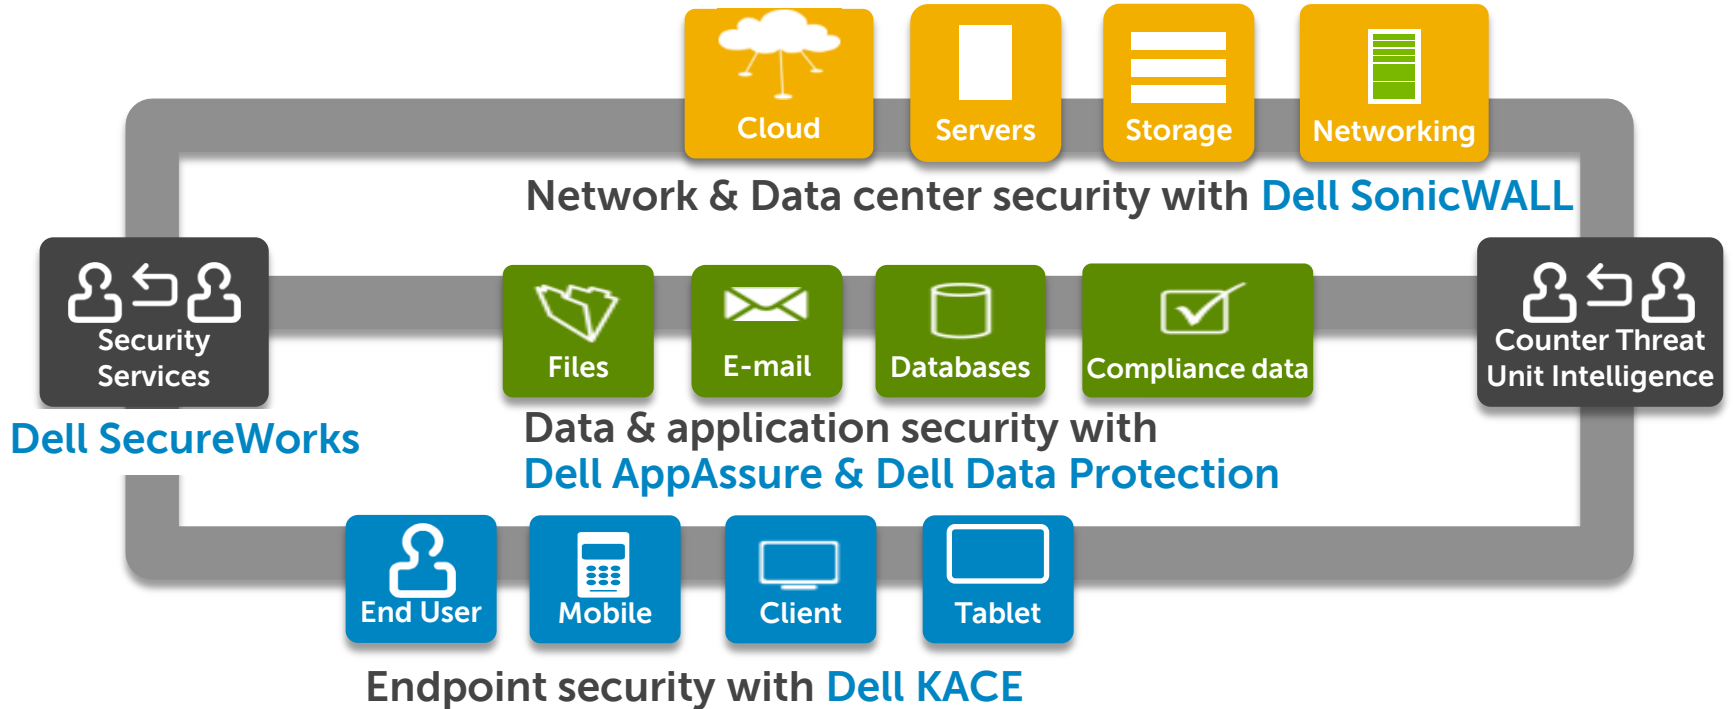 Cloud
Servers
Storage
Networking
Network & Data center security with Dell SonicWALL
Security
Services
Dell SecureWorks
Files
E-mail
Databases
Compliance data
Counter Threat
Unit Intelligence
Data & application security with
Dell AppAssure & Dell Data Protection
End User
Mobile
Client
Tablet
Endpoint security with Dell KACE